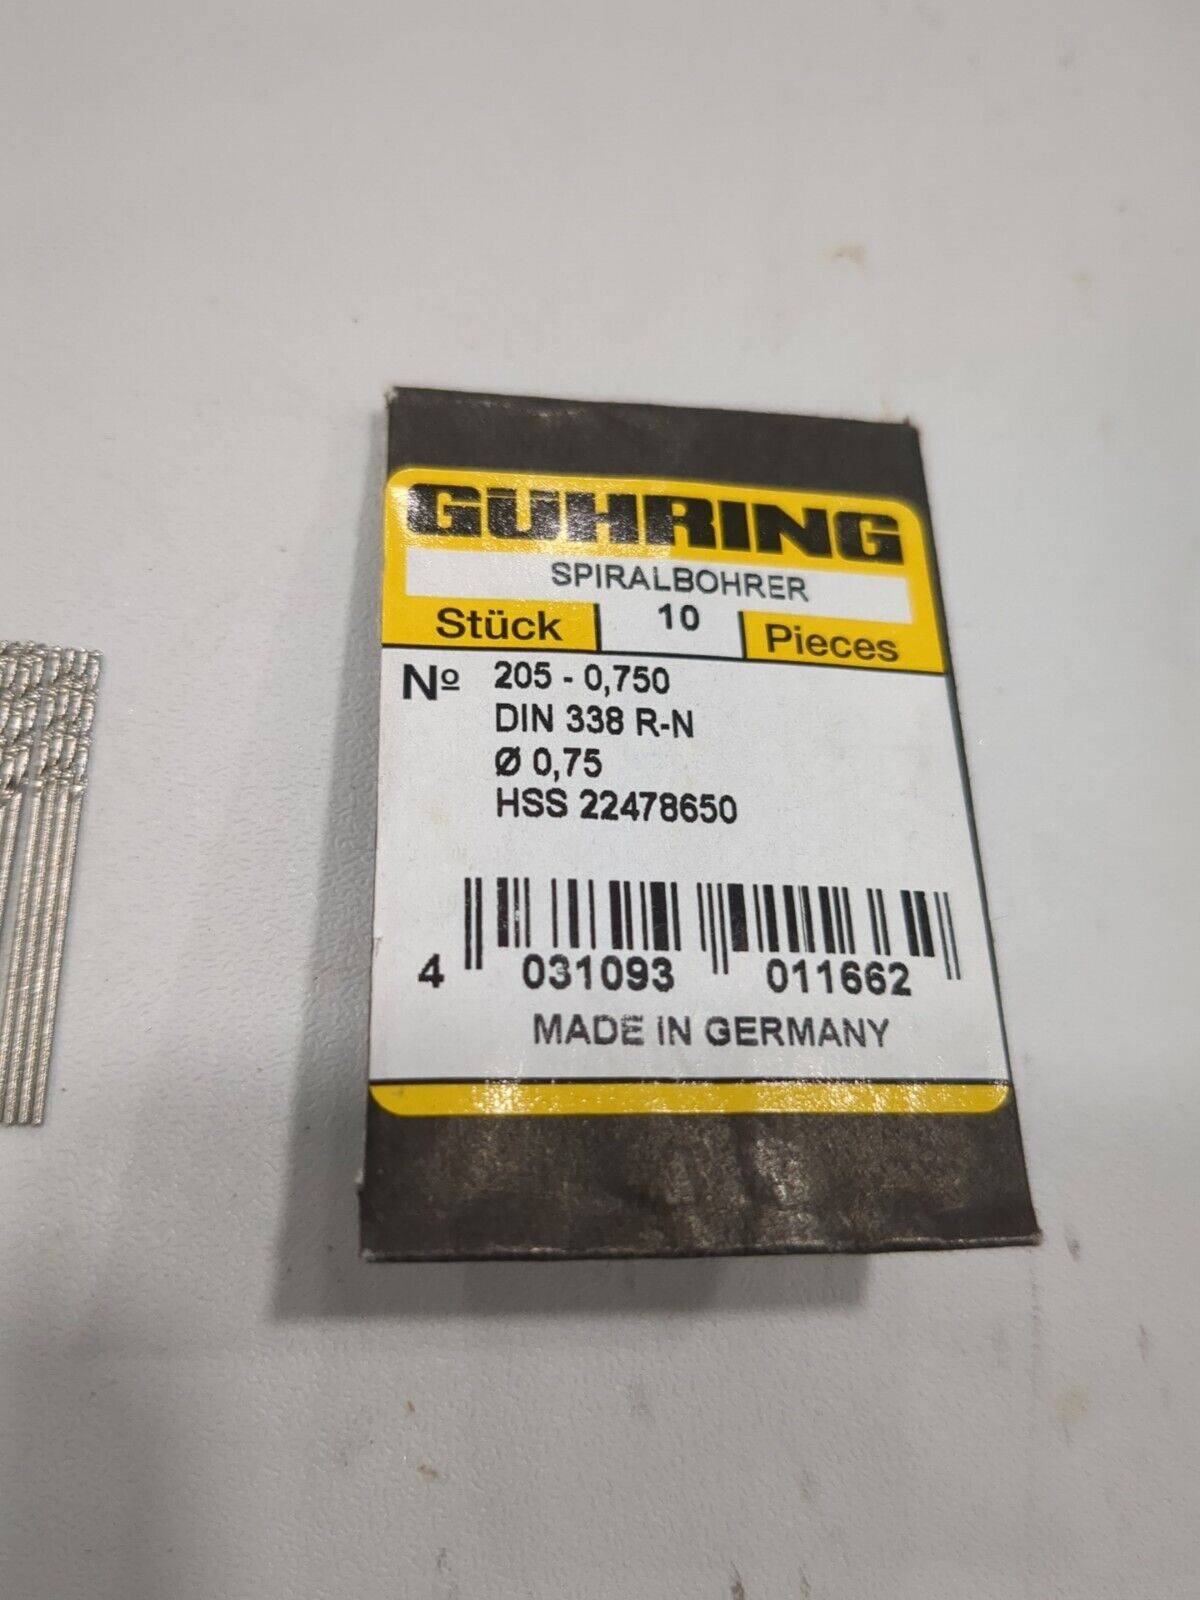 GÜHRING
SPIRALBOHRER
Stück 10 Pieces
Nº 205 - 0,750
DIN 338 R-N
Ø 0,75
HSS 22478650
4 031093 011662
MADE IN GERMANY